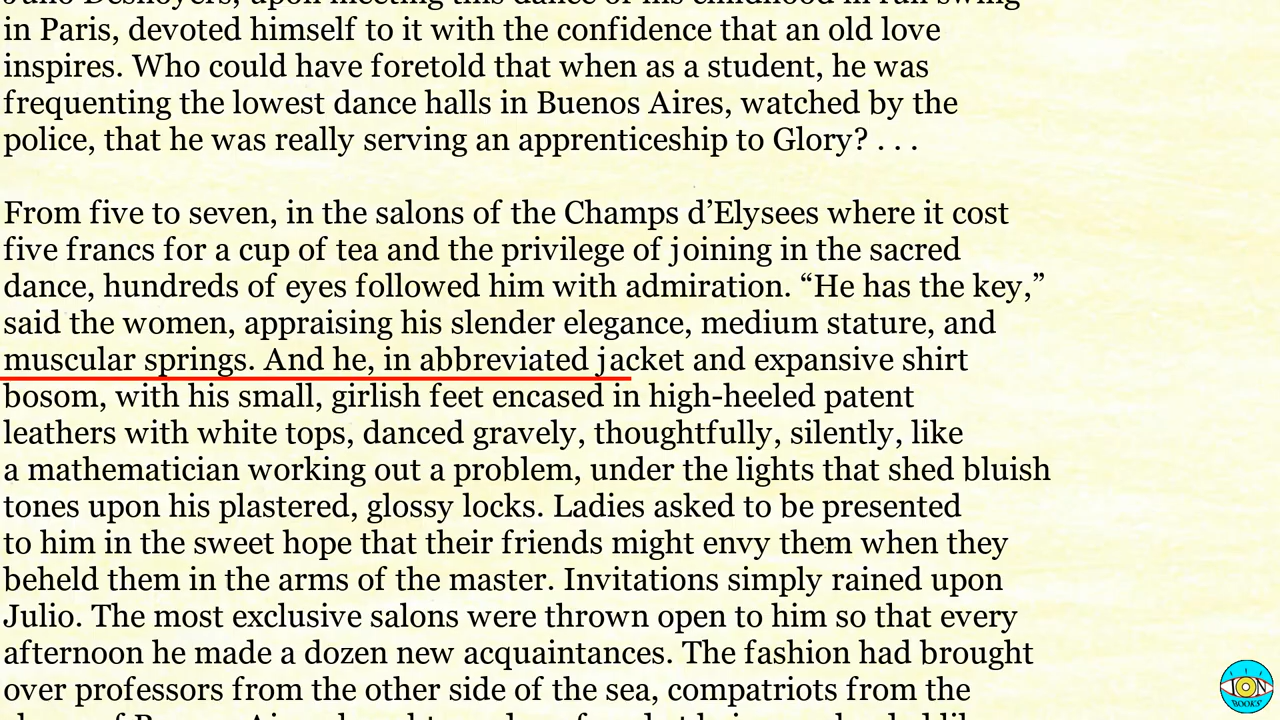 in Paris, devoted himself to it with the confidence that an old love
inspires. Who could have foretold that when as a student, he was
frequenting the lowest dance halls in Buenos Aires, watched by the
police, that he was really serving an apprenticeship to Glory? . . .
From five to seven, in the salons of the Champs d’Elysees where it cost
five francs for a cup of tea and the privilege of joining in the sacred
dance, hundreds of eyes followed him with admiration. “He has the key,”
said the women, appraising his slender elegance, medium stature, and
muscular springs. And he, in abbreviated jacket and expansive shirt
bosom, with his small, girlish feet encased in high-heeled patent
leathers with white tops, danced gravely, thoughtfully, silently, like
a mathematician working out a problem, under the lights that shed bluish
tones upon his plastered, glossy locks. Ladies asked to be presented
to him in the sweet hope that their friends might envy them when they
beheld them in the arms of the master. Invitations simply rained upon
Julio. The most exclusive salons were thrown open to him so that every
afternoon he made a dozen new acquaintances. The fashion had brought
over professors from the other side of the sea, compatriots from the
ION
BOOKS